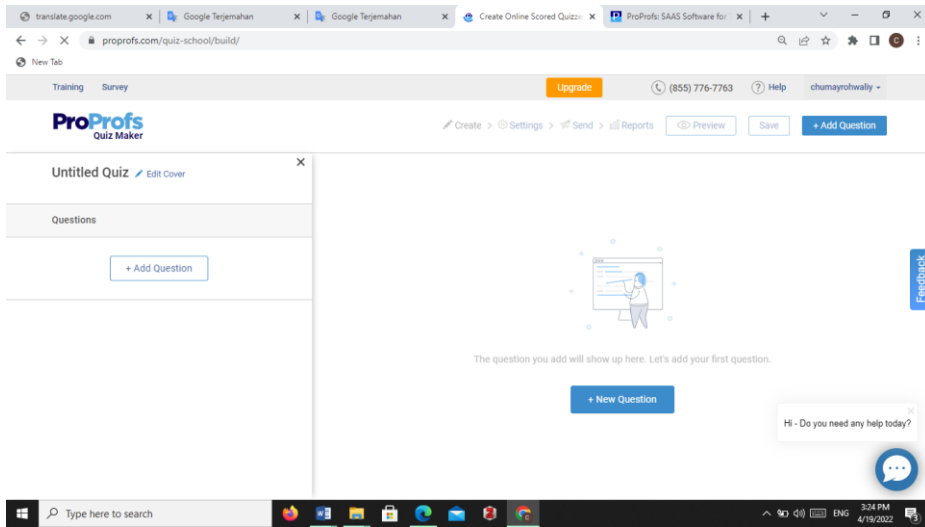 translate.google.com
Google Terjemahan
Google Terjemahan
Create Online Scored Quizze
ProProfs: SAAS Software for
proprofs.com/quiz-school/build/
C
New Tab
Training Survey Upgrade (855) 776-7763 ? Help chumayrohwaliy
ProProfs
Quiz Maker
Create > Settings > Send > Reports Preview Save + Add Question
Untitled Quiz Edit Cover
Questions
+ Add Question
Feedback
The question you add will show up here. Let's add your first question.
+ New Question
Hi - Do you need any help today?
Type here to search
ENG
3:24 PM
4/19/2022